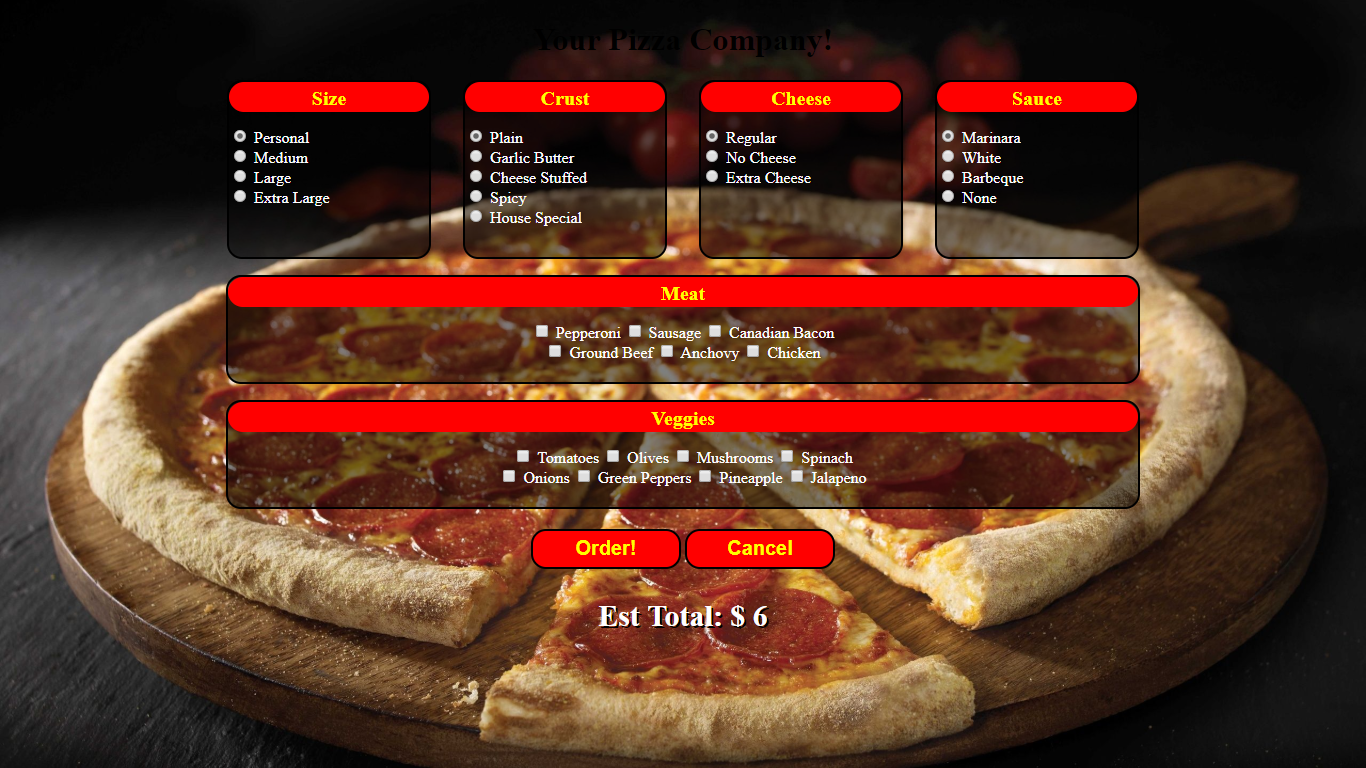 Your Pizza Company!
Size
Personal
Medium
Large
Extra Large
Crust
Plain
Garlic Butter
Cheese Stuffed
Spicy
House Special
Cheese
Regular
No Cheese
Extra Cheese
Sauce
Marinara
White
Barbeque
None
Meat
Pepperoni Sausage Canadian Bacon
Ground Beef Anchovy Chicken
Veggies
Tomatoes Olives Mushrooms Spinach
Onions Green Peppers Pineapple Jalapeno
Order! Cancel
Est Total: $ 6